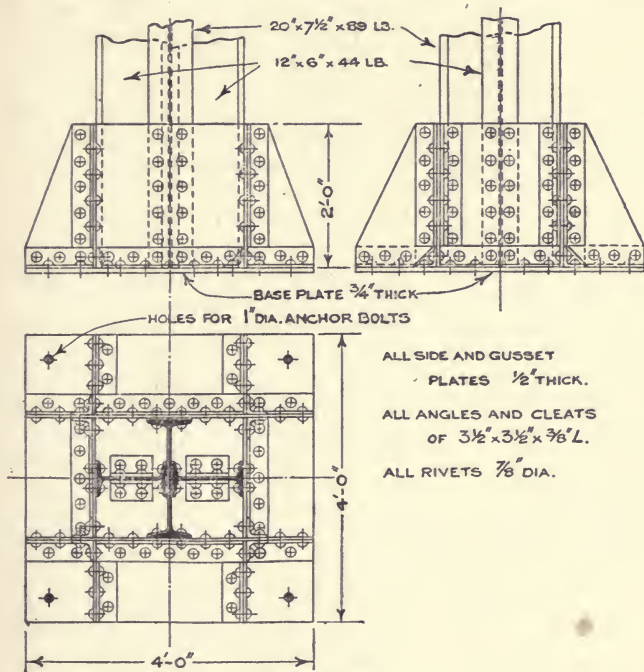 20"x7½"x89 LB.
12"x6"x44 LB.
2'-0"
BASE PLATE ¾" THICK
HOLES FOR 1" DIA. ANCHOR BOLTS
ALL SIDE AND GUSSET
PLATES ½" THICK.
ALL ANGLES AND CLEATS
OF 3½"x3½"x⅜" L.
ALL RIVETS ⅞" DIA.
4'-0"
4'-0"